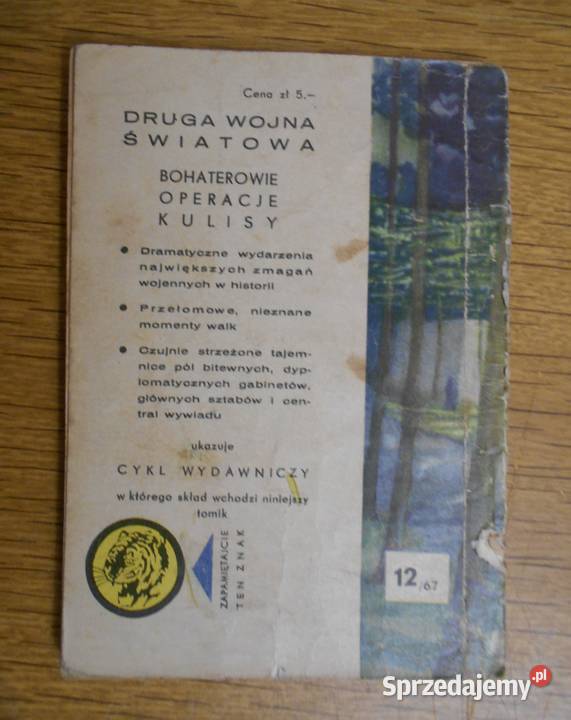 Cena zł 5.—
DRUGA WOJNA
ŚWIATOWA
BOHATEROWIE
OPERACJE
KULISY
● Dramatyczne wydarzenia
największych zmagań
wojennych w historii
● Przełomowe, nieznane
momenty walk
● Czujnie strzeżone tajem-
nice pól bitewnych, dyp-
lomatycznych gabinetów,
głównych sztabów i cen-
tral wywiadu
ukazuje
CYKL WYDAWNICZY
w którego skład wchodzi niniejszy
tomik
ZAPAMIĘTAJCIE
TEN ZNAK
12/67
Sprzedajemy.pl